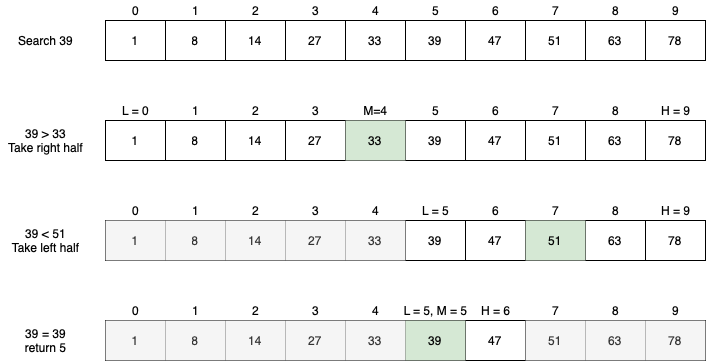 0 1 2 3 4 5 6 7 8 9
Search 39 1 8 14 27 33 39 47 51 63 78
L = 0 1 2 3 M=4 5 6 7 8 H = 9
39 > 33
Take right half
1 8 14 27 33 39 47 51 63 78
0 1 2 3 4 L = 5 6 7 8 H = 9
39 < 51
Take left half
1 8 14 27 33 39 47 51 63 78
0 1 2 3 4 L = 5, M = 5 H = 6 7 8 9
39 = 39
return 5
1 8 14 27 33 39 47 51 63 78